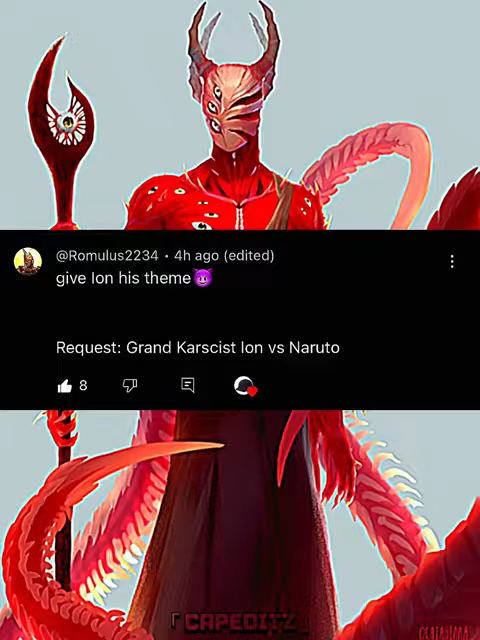 @Romulus2234 • 4h ago (edited)
give Ion his theme😈
Request: Grand Karscist Ion vs Naruto
8
「 CAPEDITZ